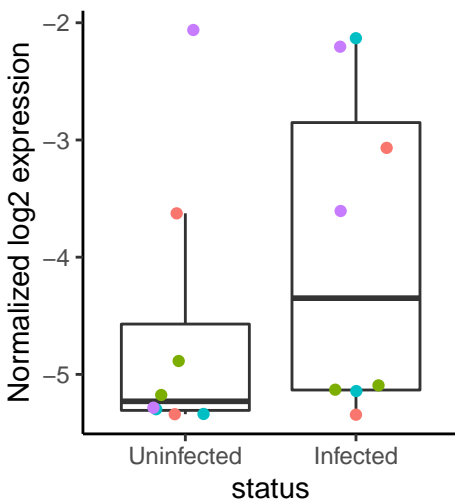 Normalized log2 expression
−2
−3
−4
−5
Uninfected
Infected
status